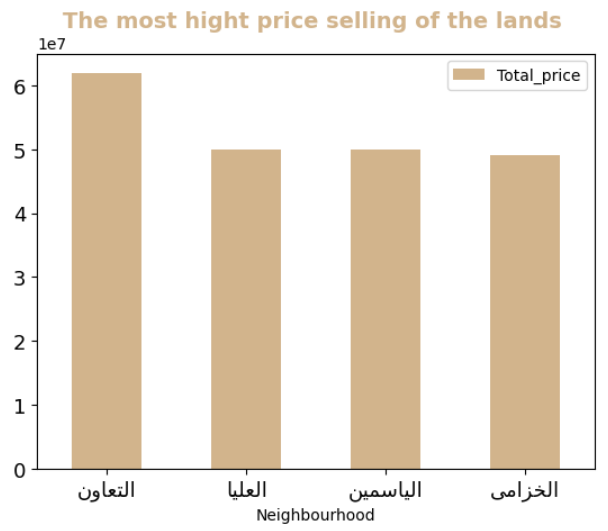 The most hight price selling of the lands
1e7
Total_price
6
5
4
3
2
1
0
التعاون
العليا
الياسمين
الخزامى
Neighbourhood